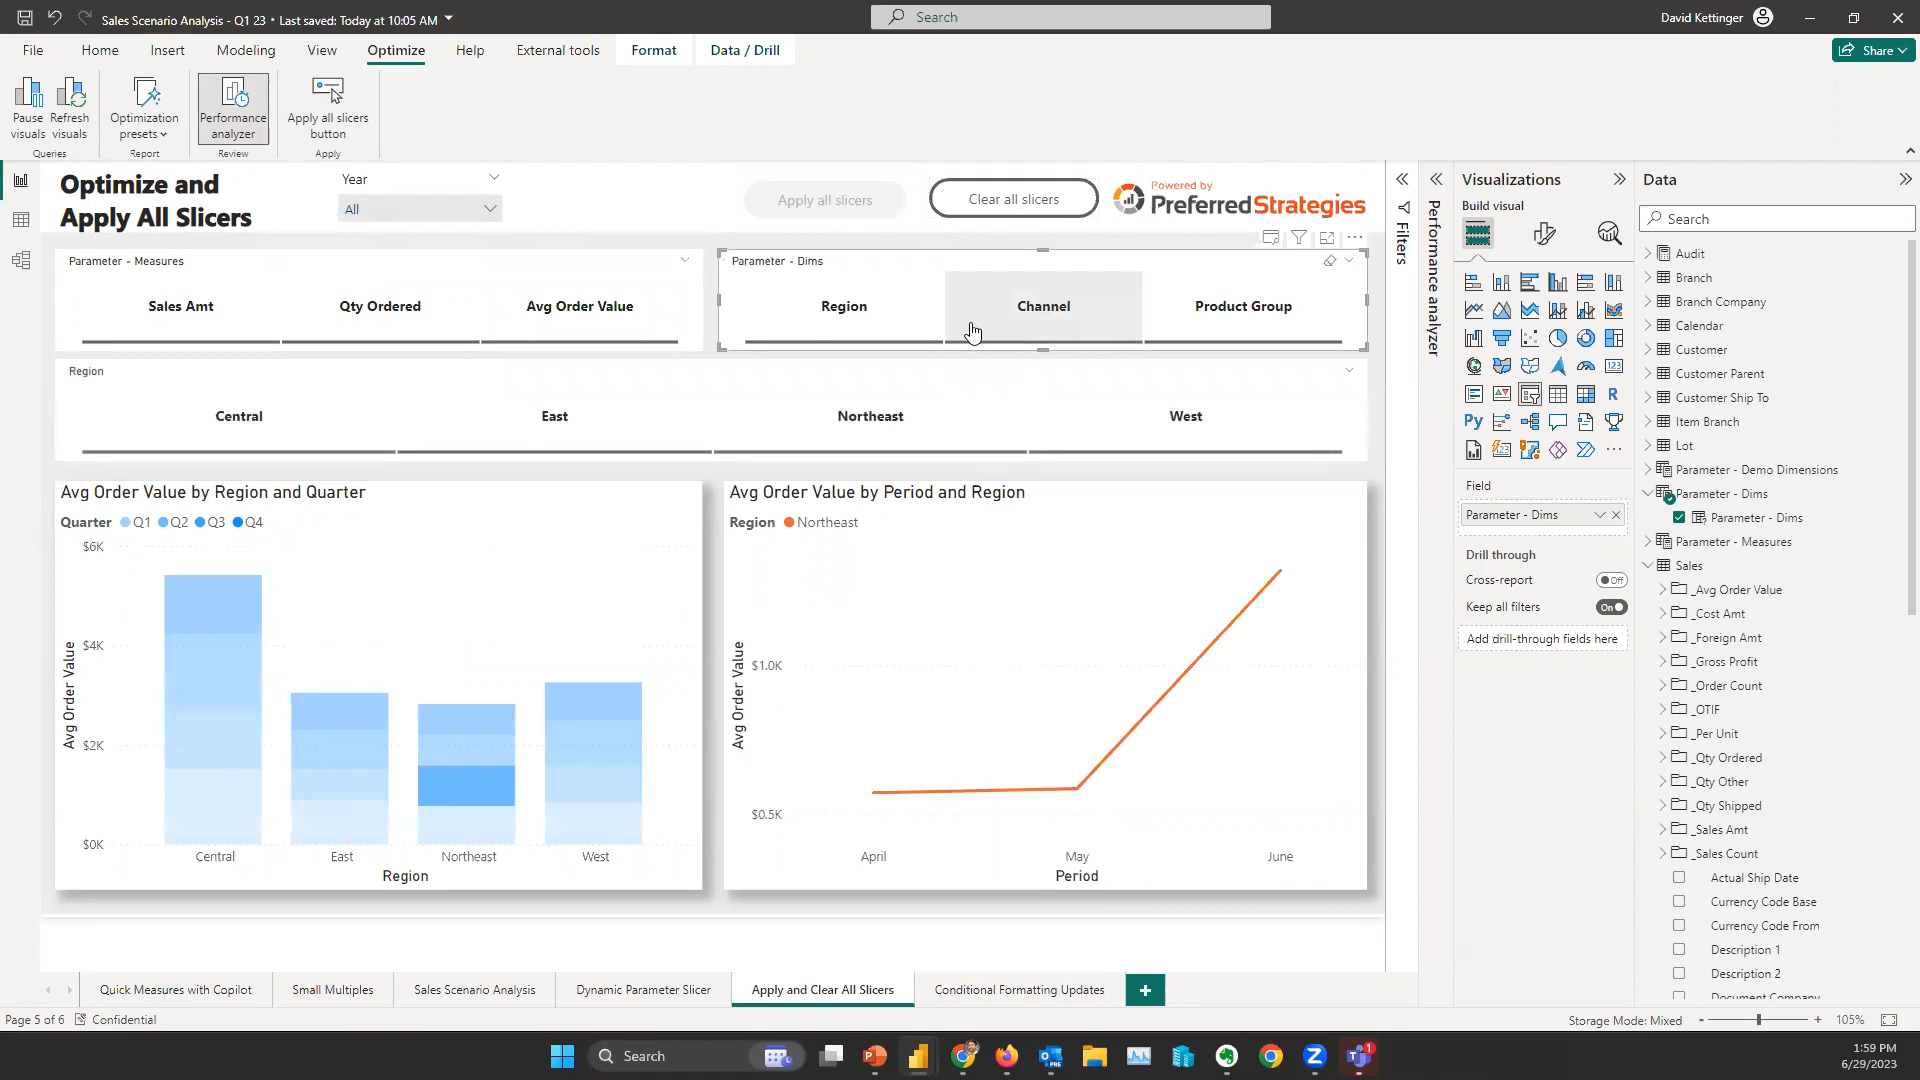 Sales Scenario Analysis - Q1 23 • Last saved: Today at 10:05 AM
Search
David Kettinger
File
Home
Insert
Modeling
View
Optimize
Help
External tools
Format
Data / Drill
Share
Pause visuals
Refresh visuals
Optimization presets
Performance analyzer
Apply all slicers button
Queries
Report
Review
Apply
Optimize and
Apply All Slicers
Year
All
Apply all slicers
Clear all slicers
Powered by
PreferredStrategies
Parameter - Measures
Sales Amt
Qty Ordered
Avg Order Value
Parameter - Dims
Region
Channel
Product Group
Region
Central
East
Northeast
West
Avg Order Value by Region and Quarter
Quarter Q1 Q2 Q3 Q4
$6K
$4K
$2K
$0K
Avg Order Value
Central
East
Northeast
West
Region
Avg Order Value by Period and Region
Region Northeast
$1.0K
$0.5K
Avg Order Value
April
May
June
Period
Filters
Performance analyzer
Visualizations
Build visual
123
R
Py
Field
Parameter - Dims
Drill through
Cross-report
Off
Keep all filters
On
Add drill-through fields here
Data
Search
Audit
Branch
Branch Company
Calendar
Customer
Customer Parent
Customer Ship To
Item Branch
Lot
Parameter - Demo Dimensions
Parameter - Dims
Parameter - Dims
Parameter - Measures
Sales
_Avg Order Value
_Cost Amt
_Foreign Amt
_Gross Profit
_Order Count
_OTIF
_Per Unit
_Qty Ordered
_Qty Other
_Qty Shipped
_Sales Amt
_Sales Count
Actual Ship Date
Currency Code Base
Currency Code From
Description 1
Description 2
Document Company
Quick Measures with Copilot
Small Multiples
Sales Scenario Analysis
Dynamic Parameter Slicer
Apply and Clear All Slicers
Conditional Formatting Updates
+
Page 5 of 6
Confidential
Storage Mode: Mixed
- + 105%
Search
1:59 PM
6/29/2023